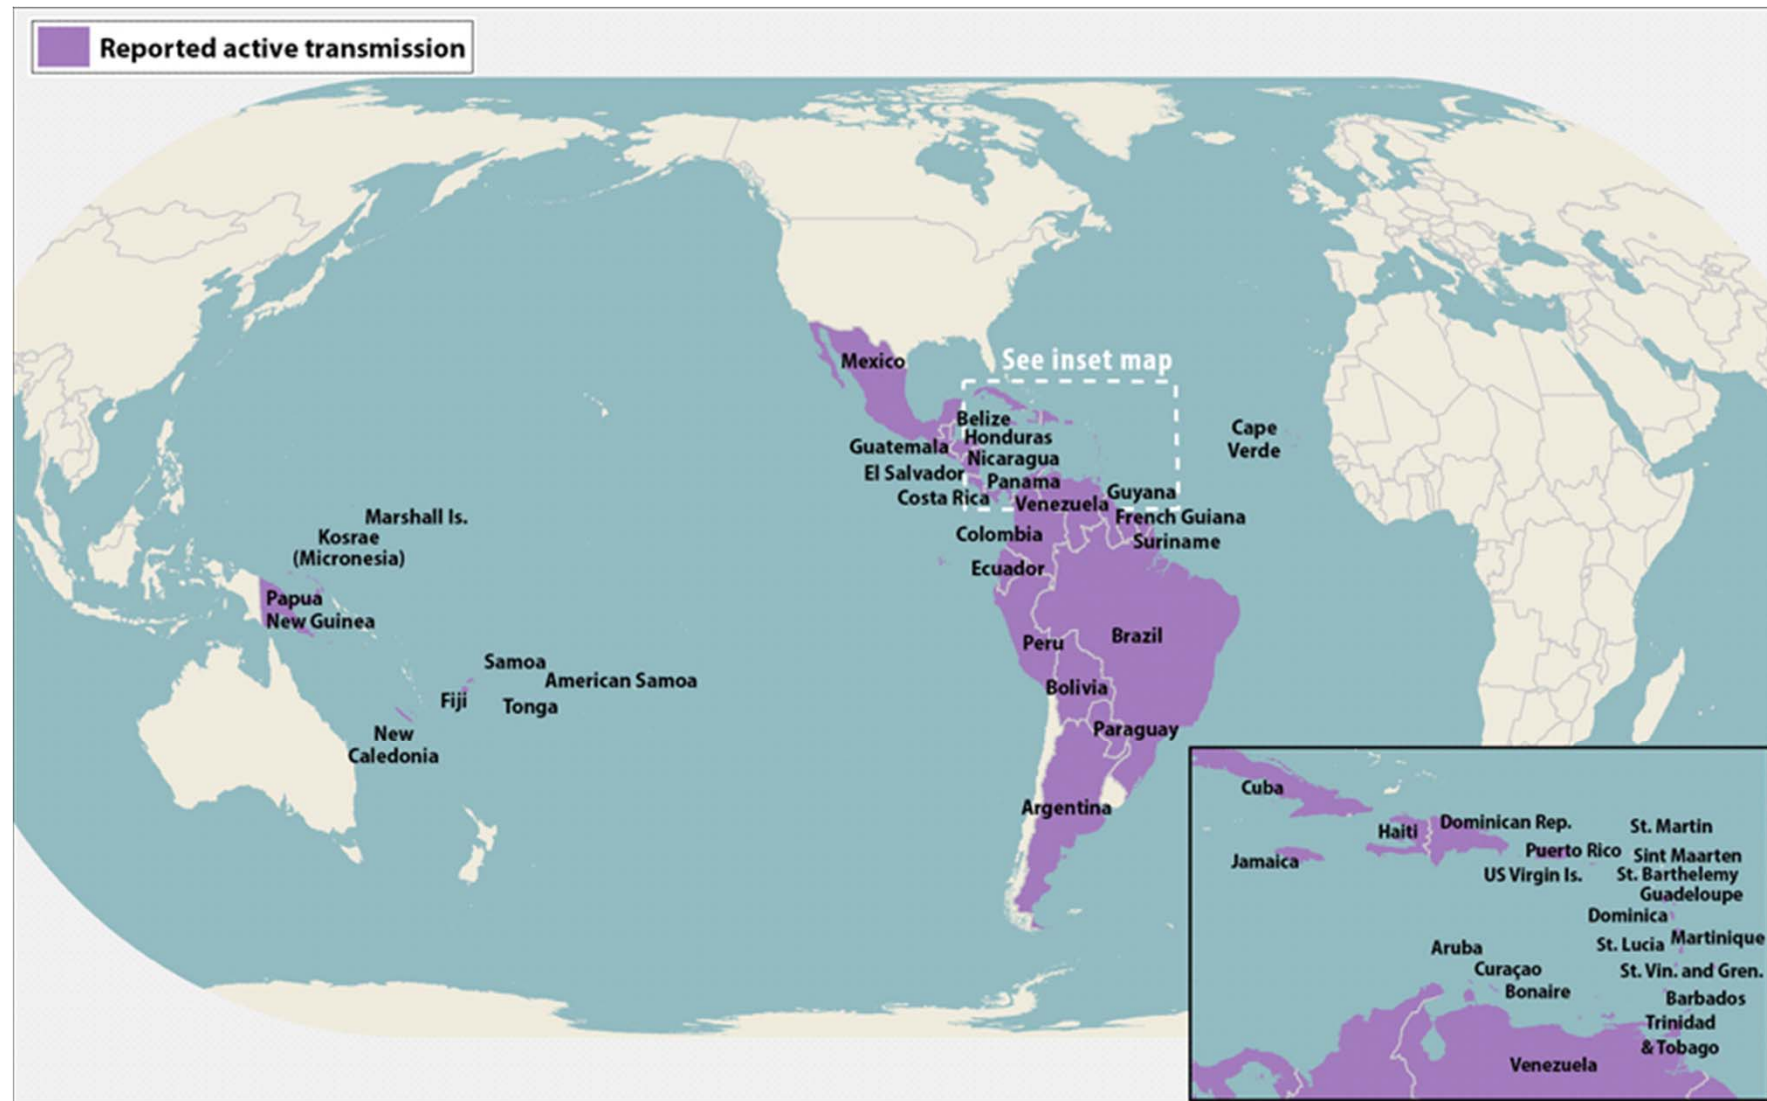 Reported active transmission
See inset map
Mexico
Belize
Honduras
Guatemala
Nicaragua
El Salvador
Panama
Costa Rica
Guyana
Venezuela
French Guiana
Colombia
Suriname
Ecuador
Cape
Verde
Marshall Is.
Kosrae
(Micronesia)
Papua
New Guinea
Samoa
American Samoa
Fiji
Tonga
New
Caledonia
Peru
Brazil
Bolivia
Paraguay
Argentina
Cuba
Haiti
Dominican Rep.
St. Martin
Jamaica
Puerto Rico
Sint Maarten
US Virgin Is.
St. Barthelemy
Guadeloupe
Dominica
Martinique
St. Lucia
Aruba
Curaçao
St. Vin. and Gren.
Bonaire
Barbados
Trinidad
&Tobago
Venezuela